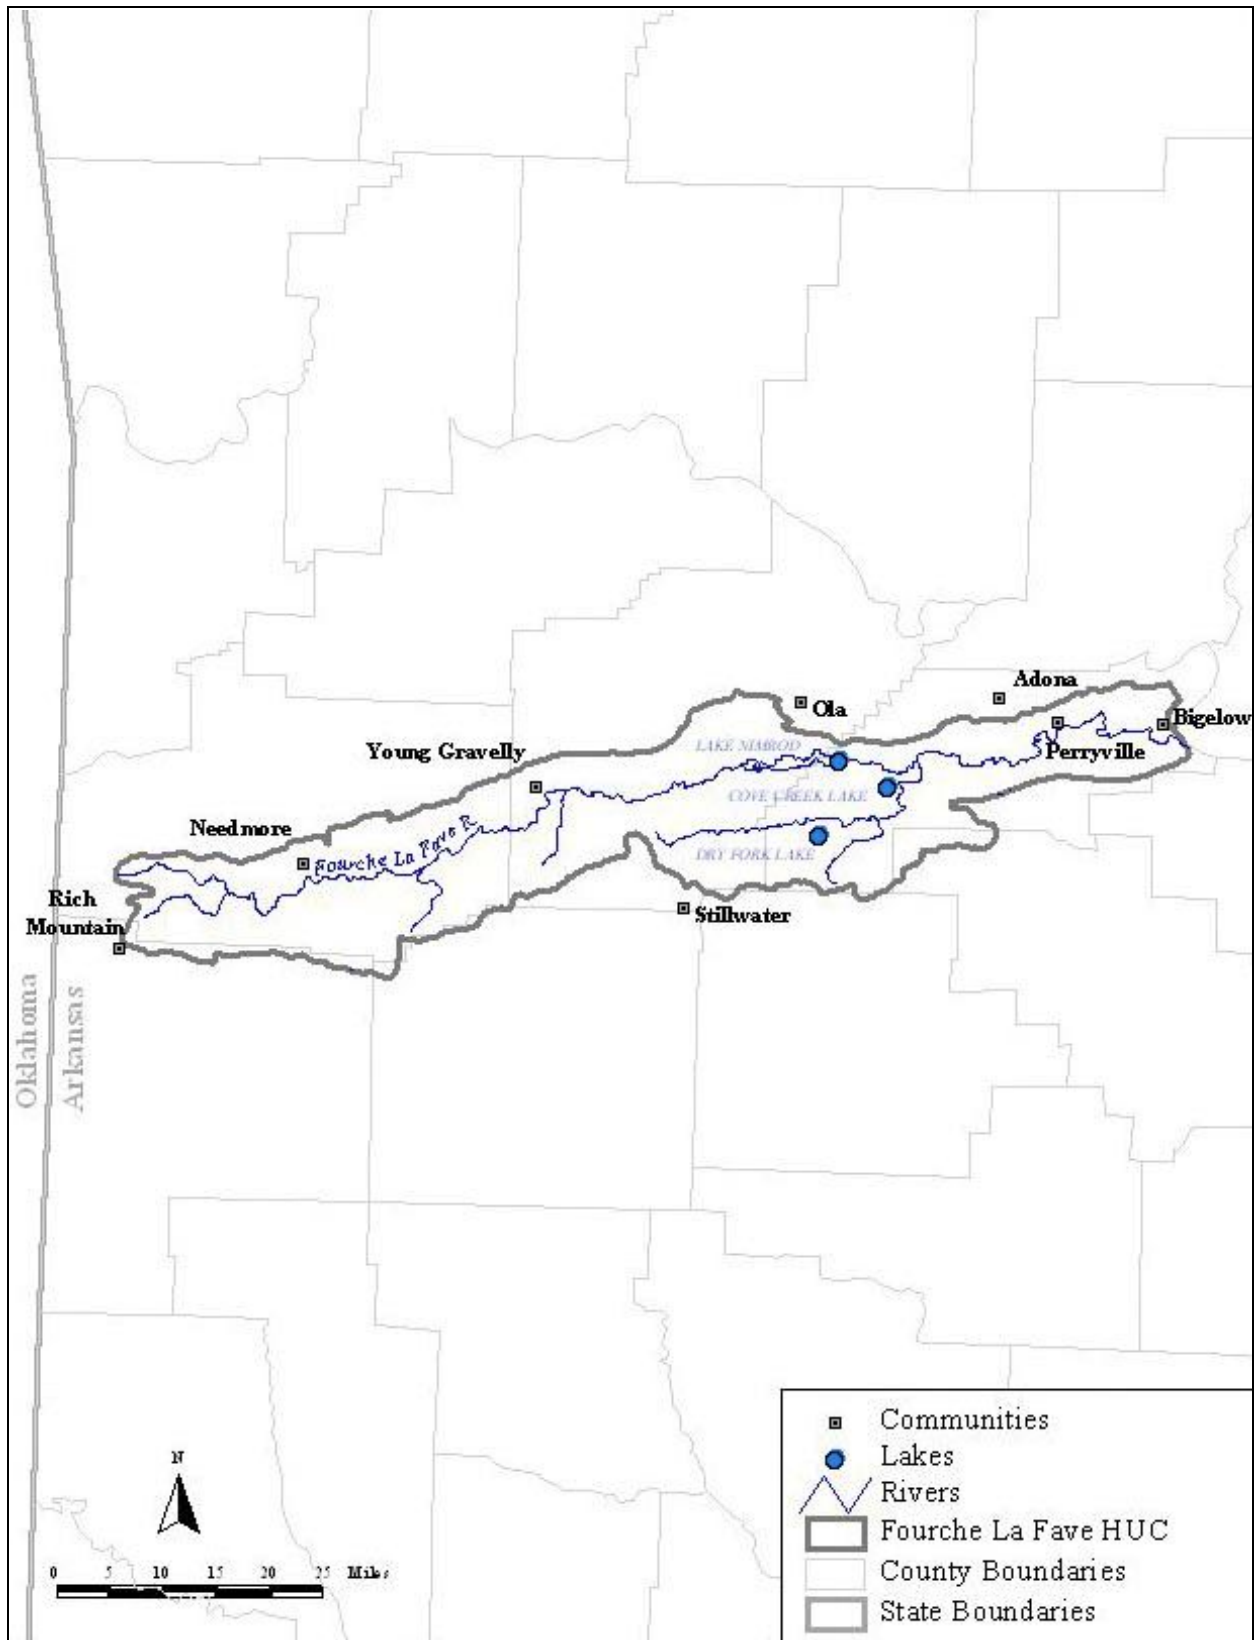 Adona
Ola
Bigelow
LAKE NIMROD
Young Gravelly
Perryville
COVE CREEK LAKE
Needmore
Fourche La Fave R.
DRY FORK LAKE
Rich
Mountain
Stillwater
Oklahoma
Arkansas
N
0 5 10 15 20 25 Miles
Communities
Lakes
Rivers
Fourche La Fave HUC
County Boundaries
State Boundaries